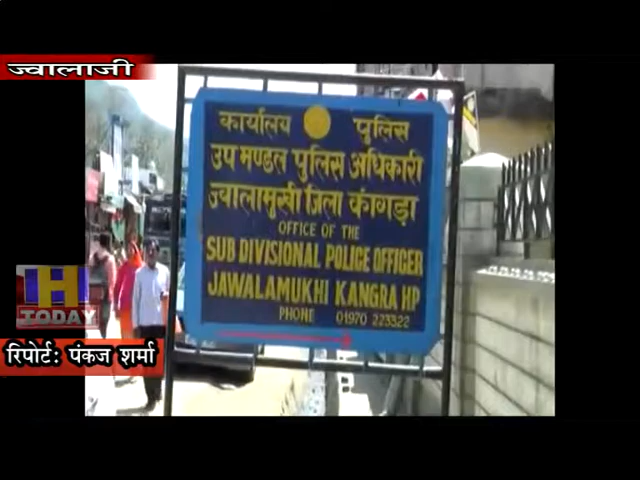 ज्वालाजी
कार्यालय पुलिस
उप मण्डल पुलिस अधिकारी
ज्वालामुखी जिला कांगड़ा
OFFICE OF THE
SUB DIVISIONAL POLICE OFFICER
JAWALAMUKHI KANGRA HP
PHONE 01970 223322
H
TODAY
रिपोर्ट: पंकज शर्मा